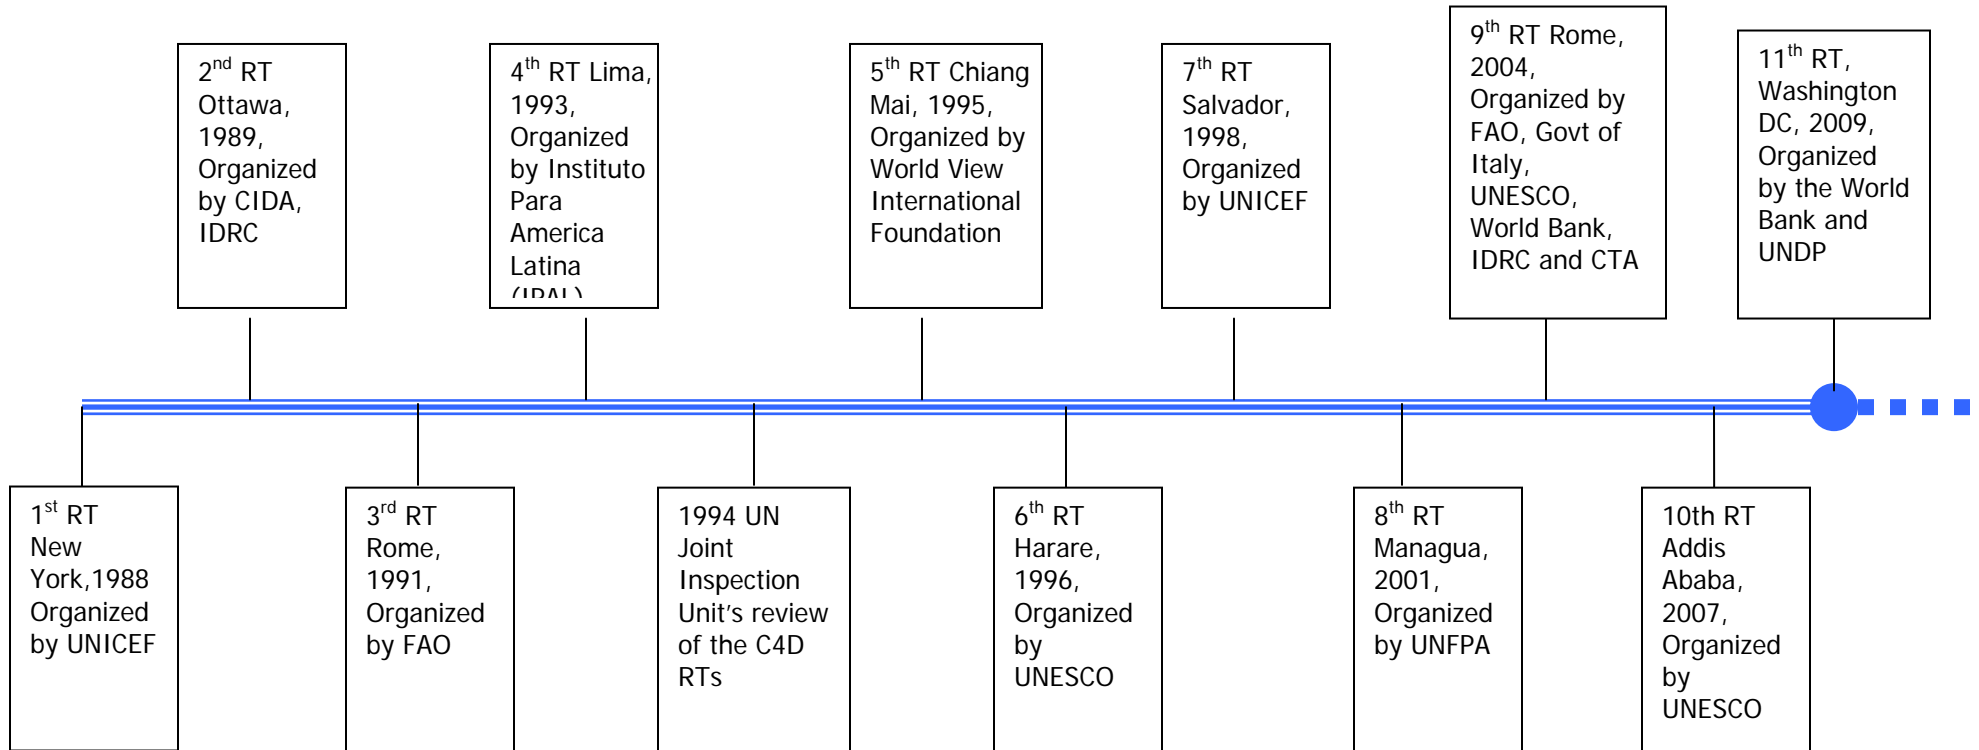 2nd RT
Ottawa,
1989,
Organized
by CIDA,
IDRC
4th RT Lima,
1993,
Organized
by Instituto
Para
America
Latina
5th RT Chiang
Mai, 1995,
Organized by
World View
International
Foundation
7th RT
Salvador,
1998,
Organized
by UNICEF
9th RT Rome,
2004,
Organized by
FAO, Govt of
Italy,
UNESCO,
World Bank,
IDRC and CTA
11th RT,
Washington
DC, 2009,
Organized
by the World
Bank and
UNDP
1st RT
New
York,1988
Organized
by UNICEF
3rd RT
Rome,
1991,
Organized
by FAO
1994 UN
Joint
Inspection
Unit's review
of the C4D
RTs
6th RT
Harare,
1996,
Organized
by
UNESCO
8th RT
Managua,
2001,
Organized
by UNFPA
10th RT
Addis
Ababa,
2007,
Organized
by
UNESCO